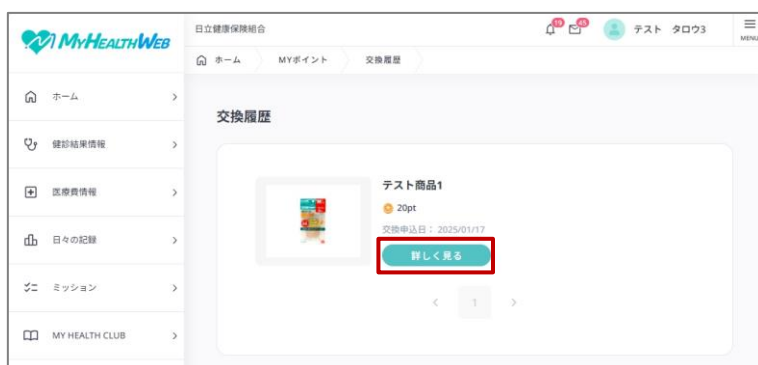 MyHealthWeb
日立健康保険組合
19
45
テスト タロウ3
MENU
ホーム
MYポイント
交換履歴
ホーム
健診結果情報
医療費情報
日々の記録
ミッション
MY HEALTH CLUB
交換履歴
テスト商品1
20pt
交換申込日： 2025/01/17
詳しく見る
1